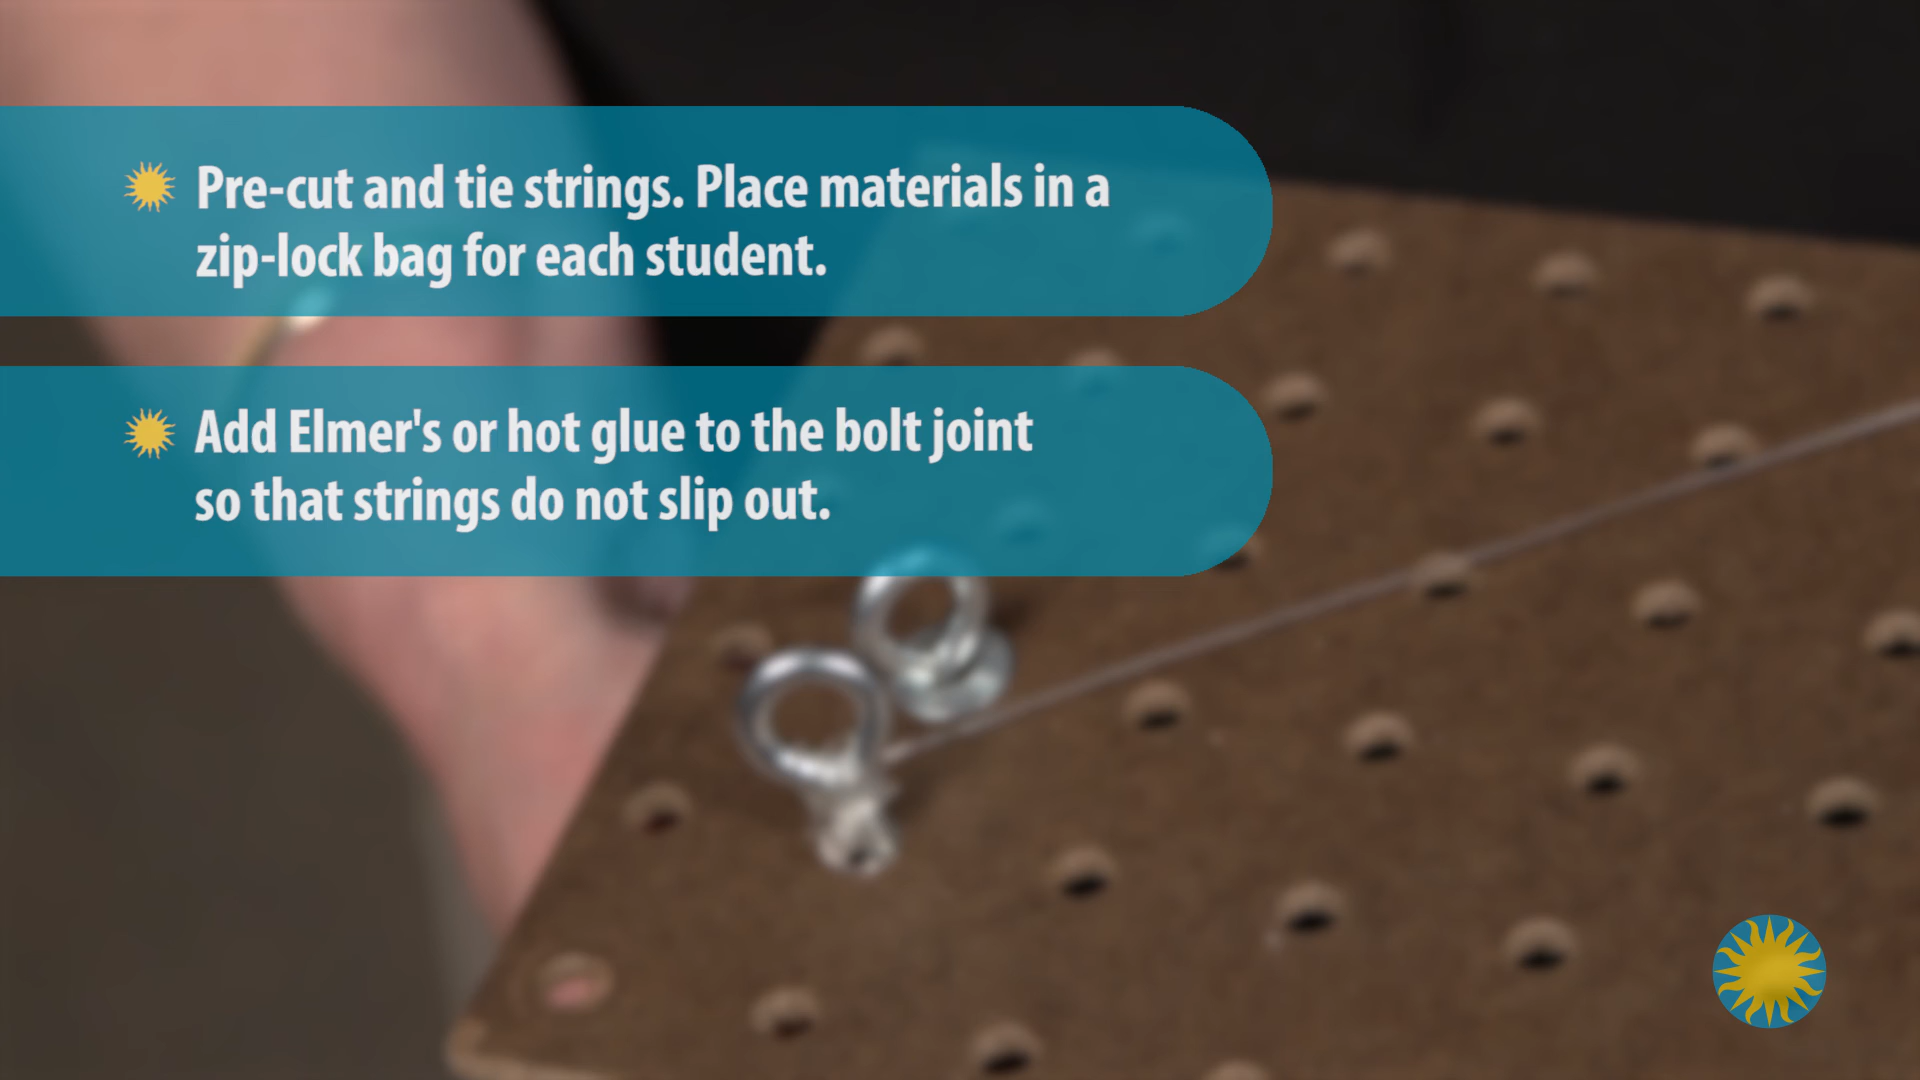 Pre-cut and tie strings. Place materials in a
zip-lock bag for each student.
Add Elmer's or hot glue to the bolt joint
so that strings do not slip out.